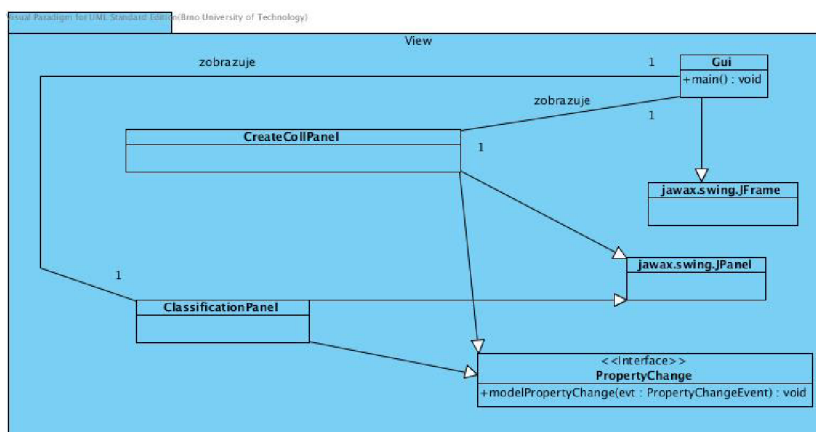 Visual Paradigm for UML Standard Edition(Brno University of Technology)
View
zobrazuje
1
Gui
+main() : void
zobrazuje
1
CreateCollPanel
1
jawax.swing.JFrame
jawax.swing.JPanel
1
ClassificationPanel
<<Interface>>
PropertyChange
+modelPropertyChange(evt : PropertyChangeEvent) : void